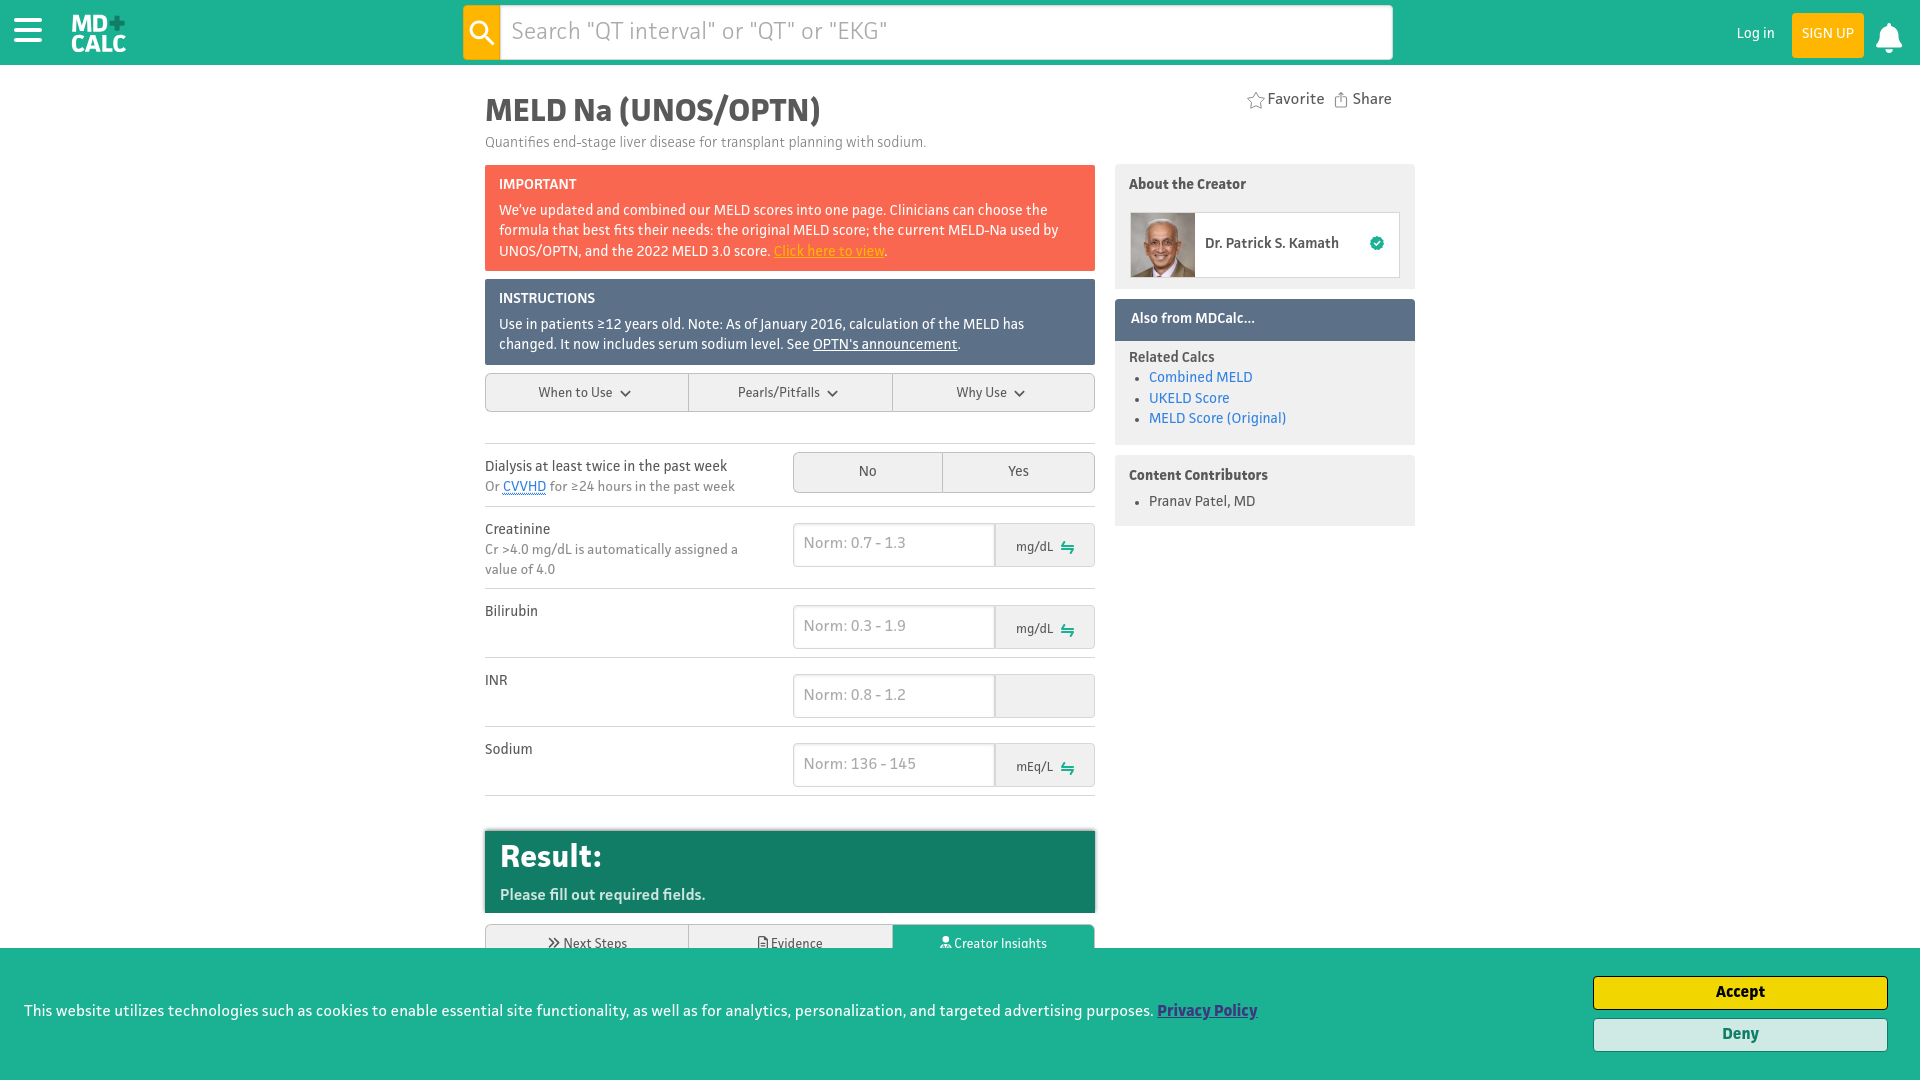 MD+
CALC
Search "QT interval" or "QT" or "EKG"
Log in
SIGN UP
MELD Na (UNOS/OPTN)
Quantifies end-stage liver disease for transplant planning with sodium.
Favorite
Share
IMPORTANT
We've updated and combined our MELD scores into one page. Clinicians can choose the
formula that best fits their needs: the original MELD score; the current MELD-Na used by
UNOS/OPTN, and the 2022 MELD 3.0 score. Click here to view.
INSTRUCTIONS
Use in patients ≥12 years old. Note: As of January 2016, calculation of the MELD has
changed. It now includes serum sodium level. See OPTN's announcement.
When to Use
Pearls/Pitfalls
Why Use
Dialysis at least twice in the past week
Or CVVHD for ≥24 hours in the past week
No
Yes
Creatinine
Cr >4.0 mg/dL is automatically assigned a
value of 4.0
Norm: 0.7 - 1.3
mg/dL
Bilirubin
Norm: 0.3 - 1.9
mg/dL
INR
Norm: 0.8 - 1.2
Sodium
Norm: 136 - 145
mEq/L
Result:
Please fill out required fields.
Next Steps
Evidence
Creator Insights
About the Creator
Dr. Patrick S. Kamath
Also from MDCalc...
Related Calcs
• Combined MELD
• UKELD Score
• MELD Score (Original)
Content Contributors
• Pranav Patel, MD
This website utilizes technologies such as cookies to enable essential site functionality, as well as for analytics, personalization, and targeted advertising purposes. Privacy Policy
Accept
Deny